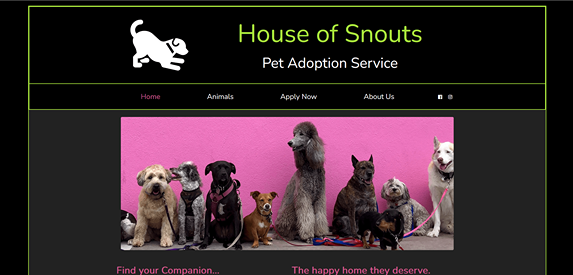 House of Snouts
Pet Adoption Service
Home Animals Apply Now About Us
Find your Companion... The happy home they deserve.